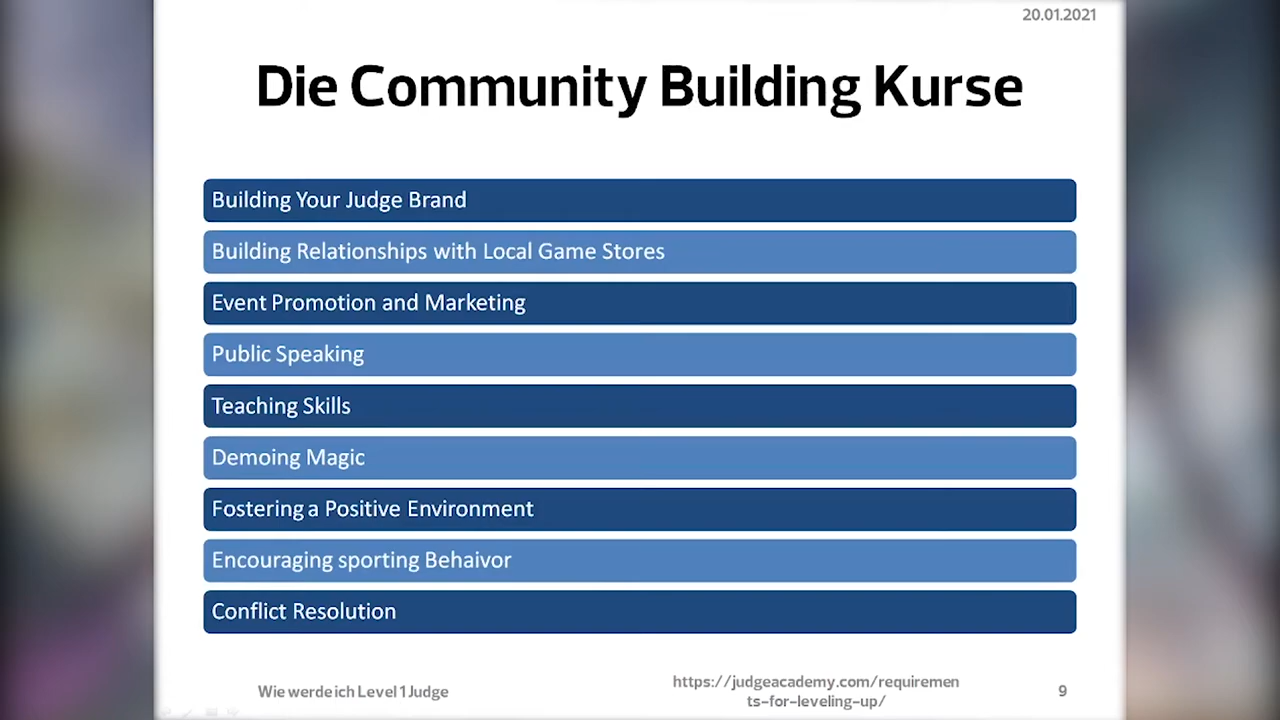 20.01.2021
Die Community Building Kurse
Building Your Judge Brand
Building Relationships with Local Game Stores
Event Promotion and Marketing
Public Speaking
Teaching Skills
Demoing Magic
Fostering a Positive Environment
Encouraging sporting Behaivor
Conflict Resolution
Wie werde ich Level 1 Judge
https://judgeacademy.com/requiremen
ts-for-leveling-up/
9